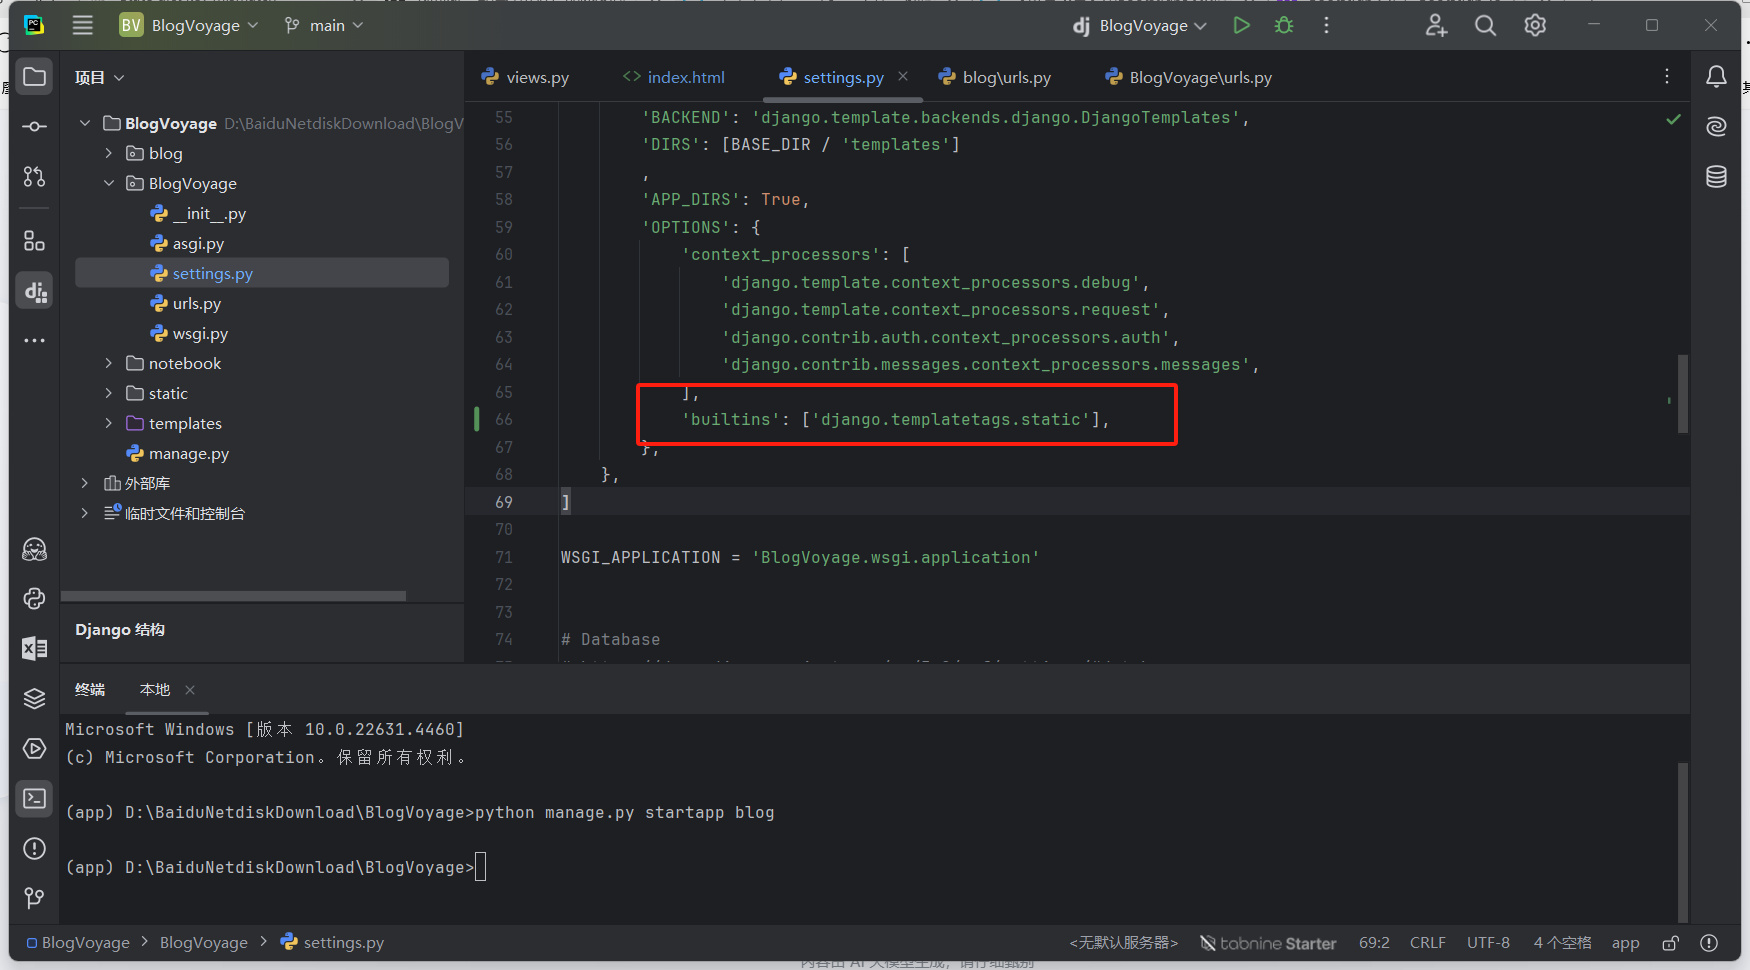 BV BlogVoyage
main
dj BlogVoyage
项目
views.py
index.html
settings.py
blog\urls.py
BlogVoyage\urls.py
BlogVoyage D:\BaiduNetdiskDownload\BlogV
blog
BlogVoyage
__init__.py
asgi.py
settings.py
urls.py
wsgi.py
notebook
static
templates
manage.py
外部库
临时文件和控制台
Django 结构
55 'BACKEND': 'django.template.backends.django.DjangoTemplates',
56 'DIRS': [BASE_DIR / 'templates']
57 ,
58 'APP_DIRS': True,
59 'OPTIONS': {
60 'context_processors': [
61 'django.template.context_processors.debug',
62 'django.template.context_processors.request',
63 'django.contrib.auth.context_processors.auth',
64 'django.contrib.messages.context_processors.messages',
65 ],
66 'builtins': ['django.templatetags.static'],
67 },
68 },
69 ]
70
71 WSGI_APPLICATION = 'BlogVoyage.wsgi.application'
72
73
74 # Database
终端
本地
Microsoft Windows [版本 10.0.22631.4460]
(c) Microsoft Corporation。保留所有权利。
(app) D:\BaiduNetdiskDownload\BlogVoyage>python manage.py startapp blog
(app) D:\BaiduNetdiskDownload\BlogVoyage>
BlogVoyage > BlogVoyage > settings.py
<无默认服务器>
tabnine Starter
69:2
CRLF
UTF-8
4 个空格
app